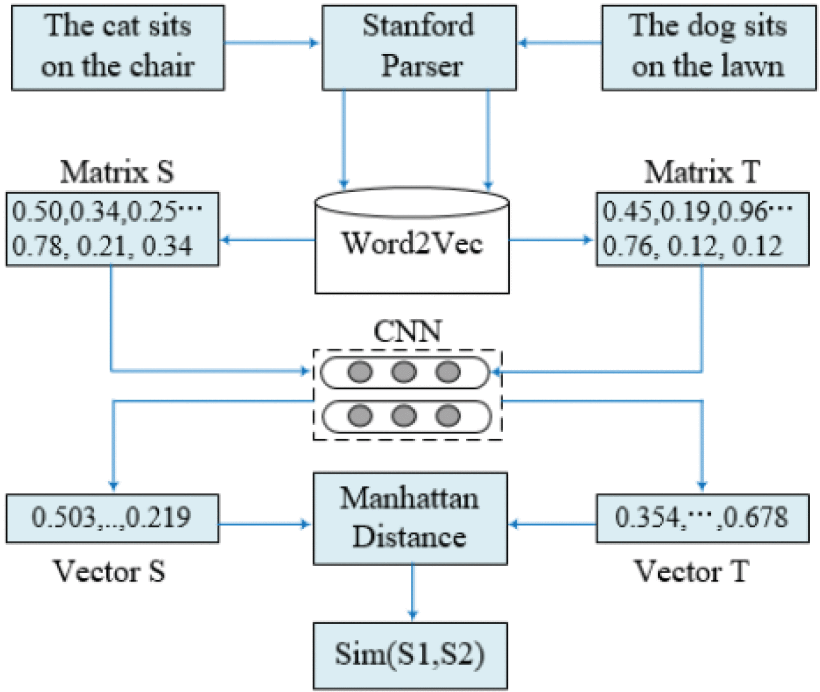 The cat sits
on the chair
Stanford
Parser
The dog sits
on the lawn
Matrix S
0.50,0.34,0.25···
0.78, 0.21, 0.34
Word2Vec
Matrix T
0.45,0.19,0.96···
0.76, 0.12, 0.12
CNN
0.503,..,0.219
Vector S
Manhattan
Distance
0.354,···,0.678
Vector T
Sim(S1,S2)